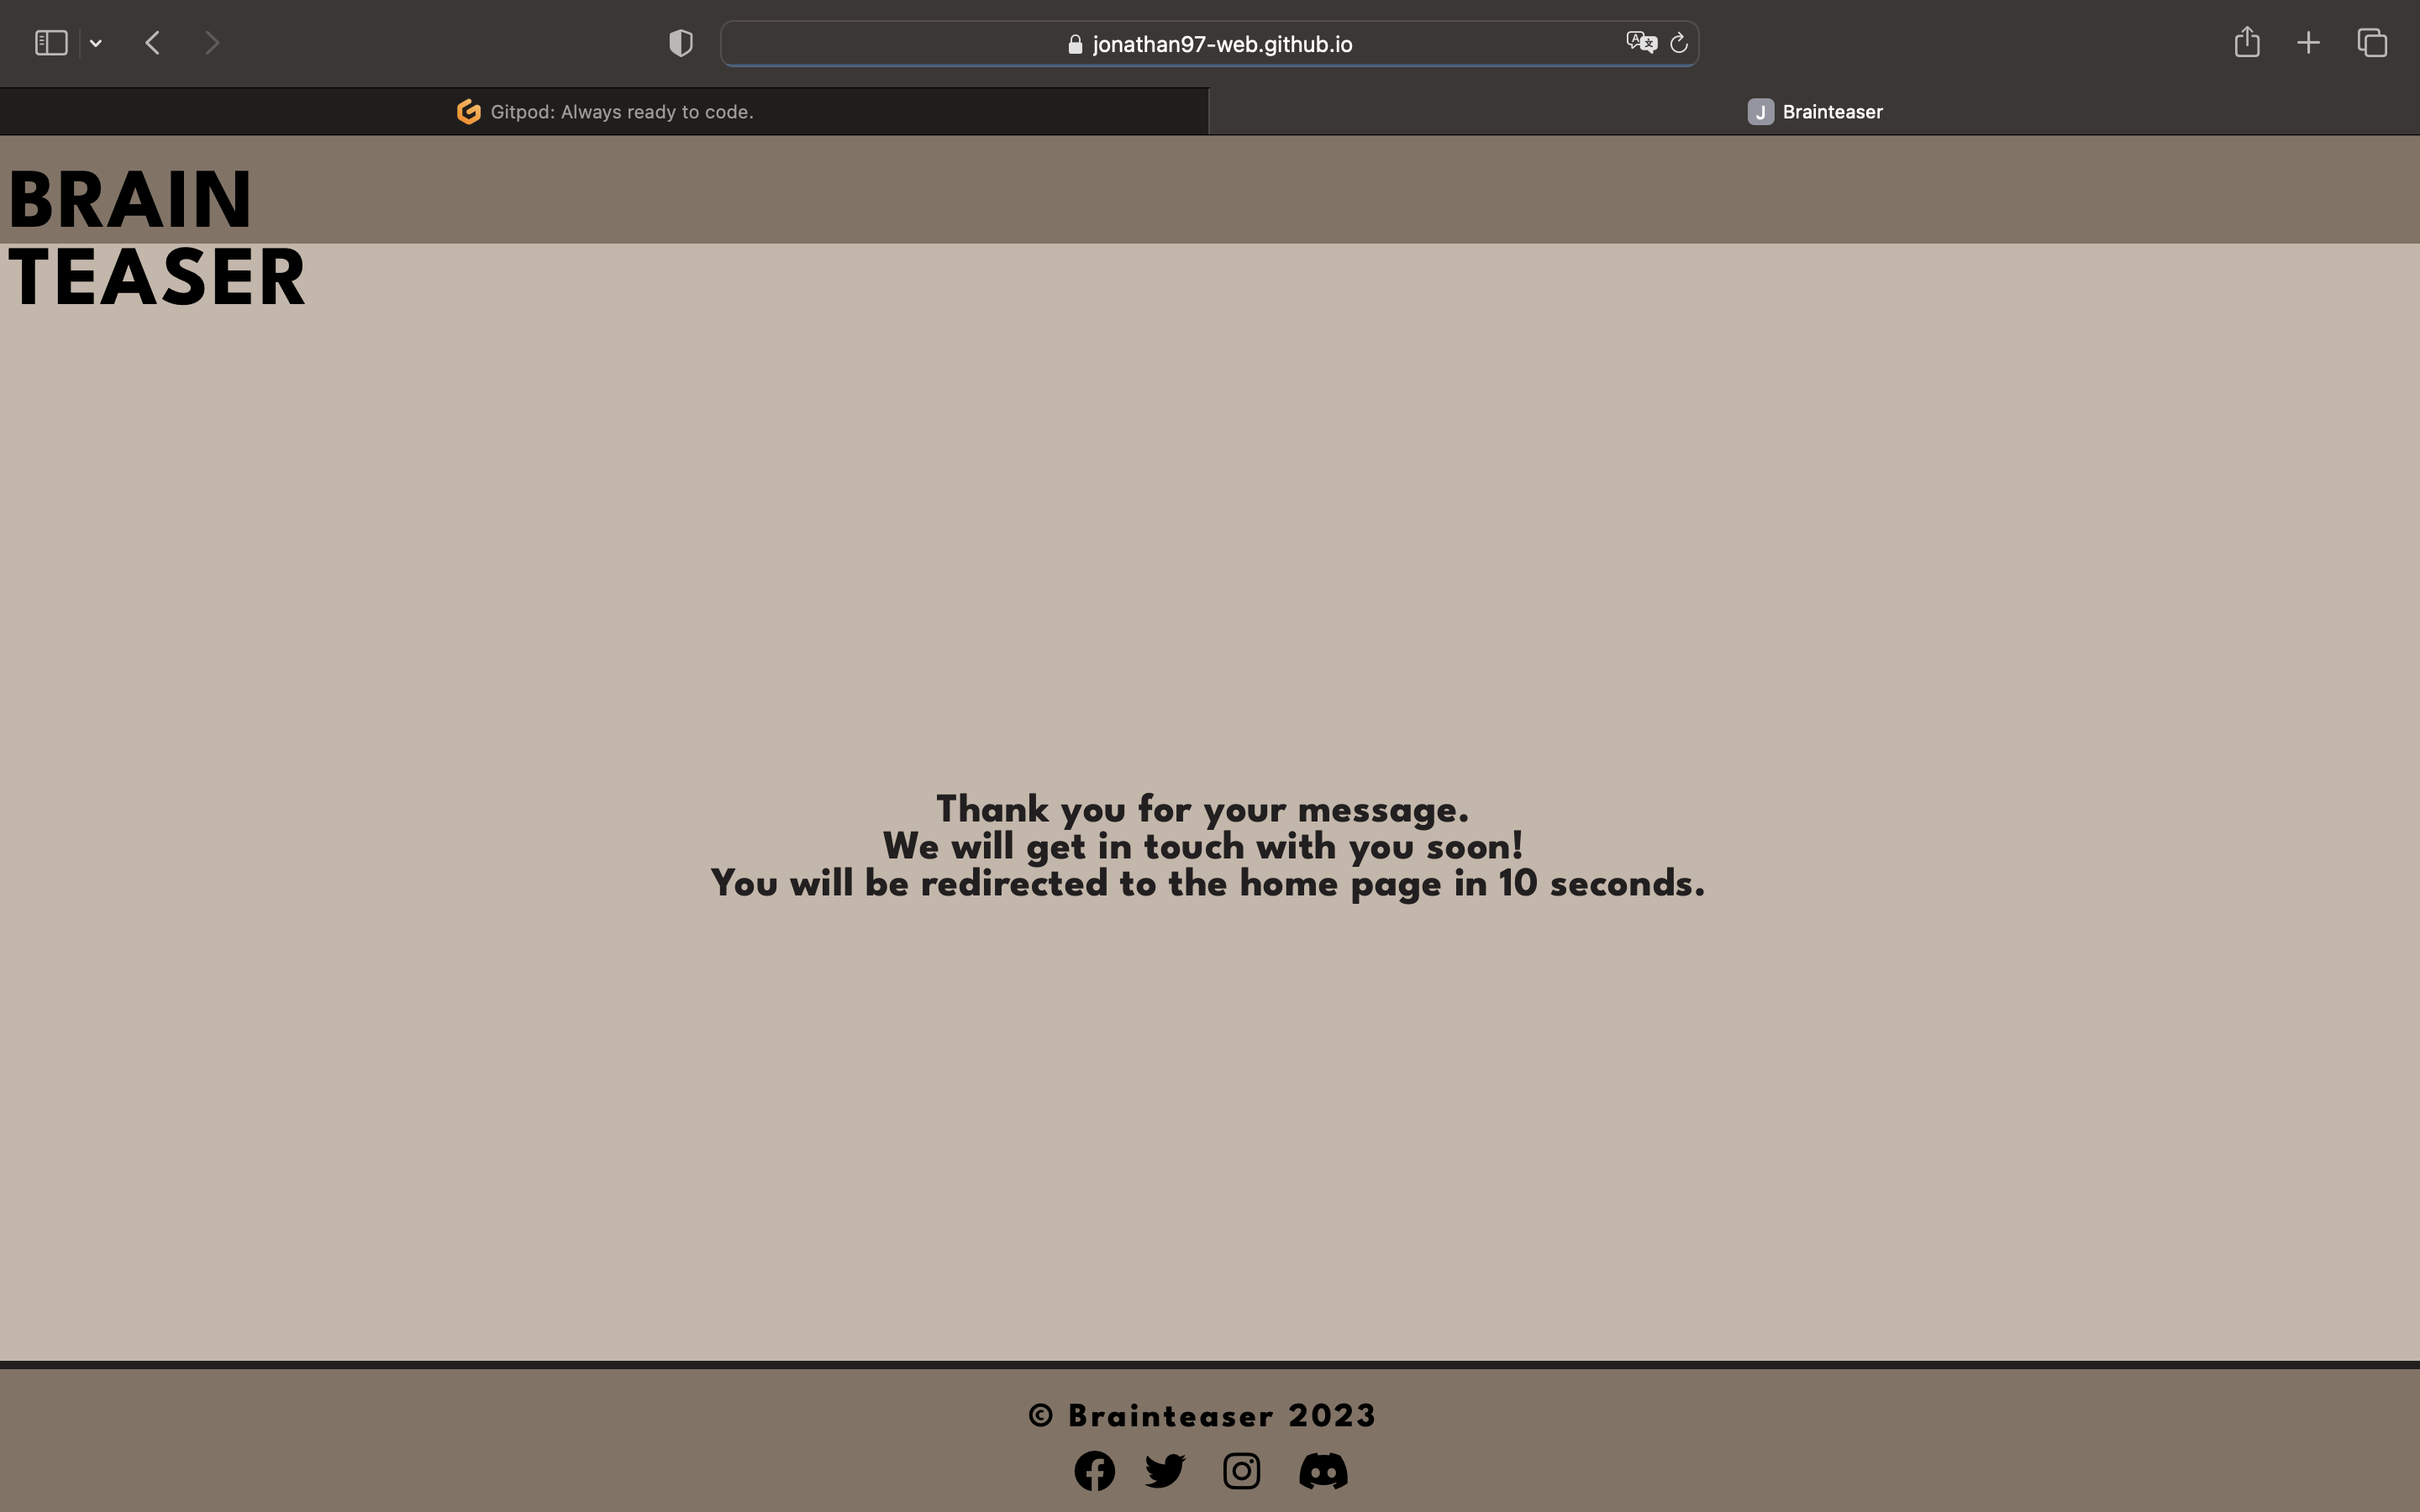 jonathan97-web.github.io
Gitpod: Always ready to code.
J Brainteaser
BRAIN
TEASER
Thank you for your message.
We will get in touch with you soon!
You will be redirected to the home page in 10 seconds.
© Brainteaser 2023